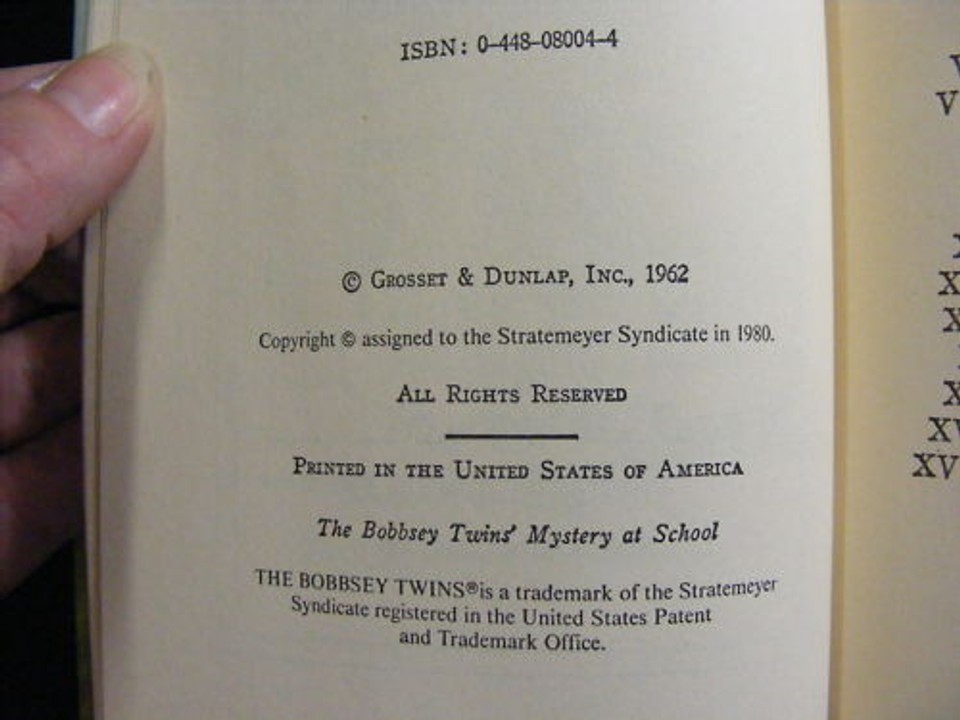 ISBN: 0-448-08004-4
© GROSSET & DUNLAP, INC., 1962
Copyright © assigned to the Stratemeyer Syndicate in 1980.
ALL RIGHTS RESERVED
PRINTED IN THE UNITED STATES OF AMERICA
The Bobbsey Twins' Mystery at School
THE BOBBSEY TWINS®is a trademark of the Stratemeyer
Syndicate registered in the United States Patent
and Trademark Office.